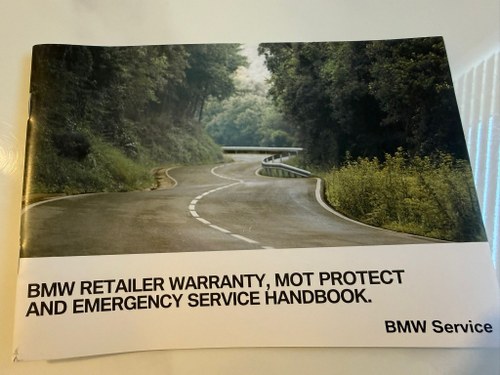 BMW RETAILER WARRANTY, MOT PROTECT
AND EMERGENCY SERVICE HANDBOOK.
BMW Service